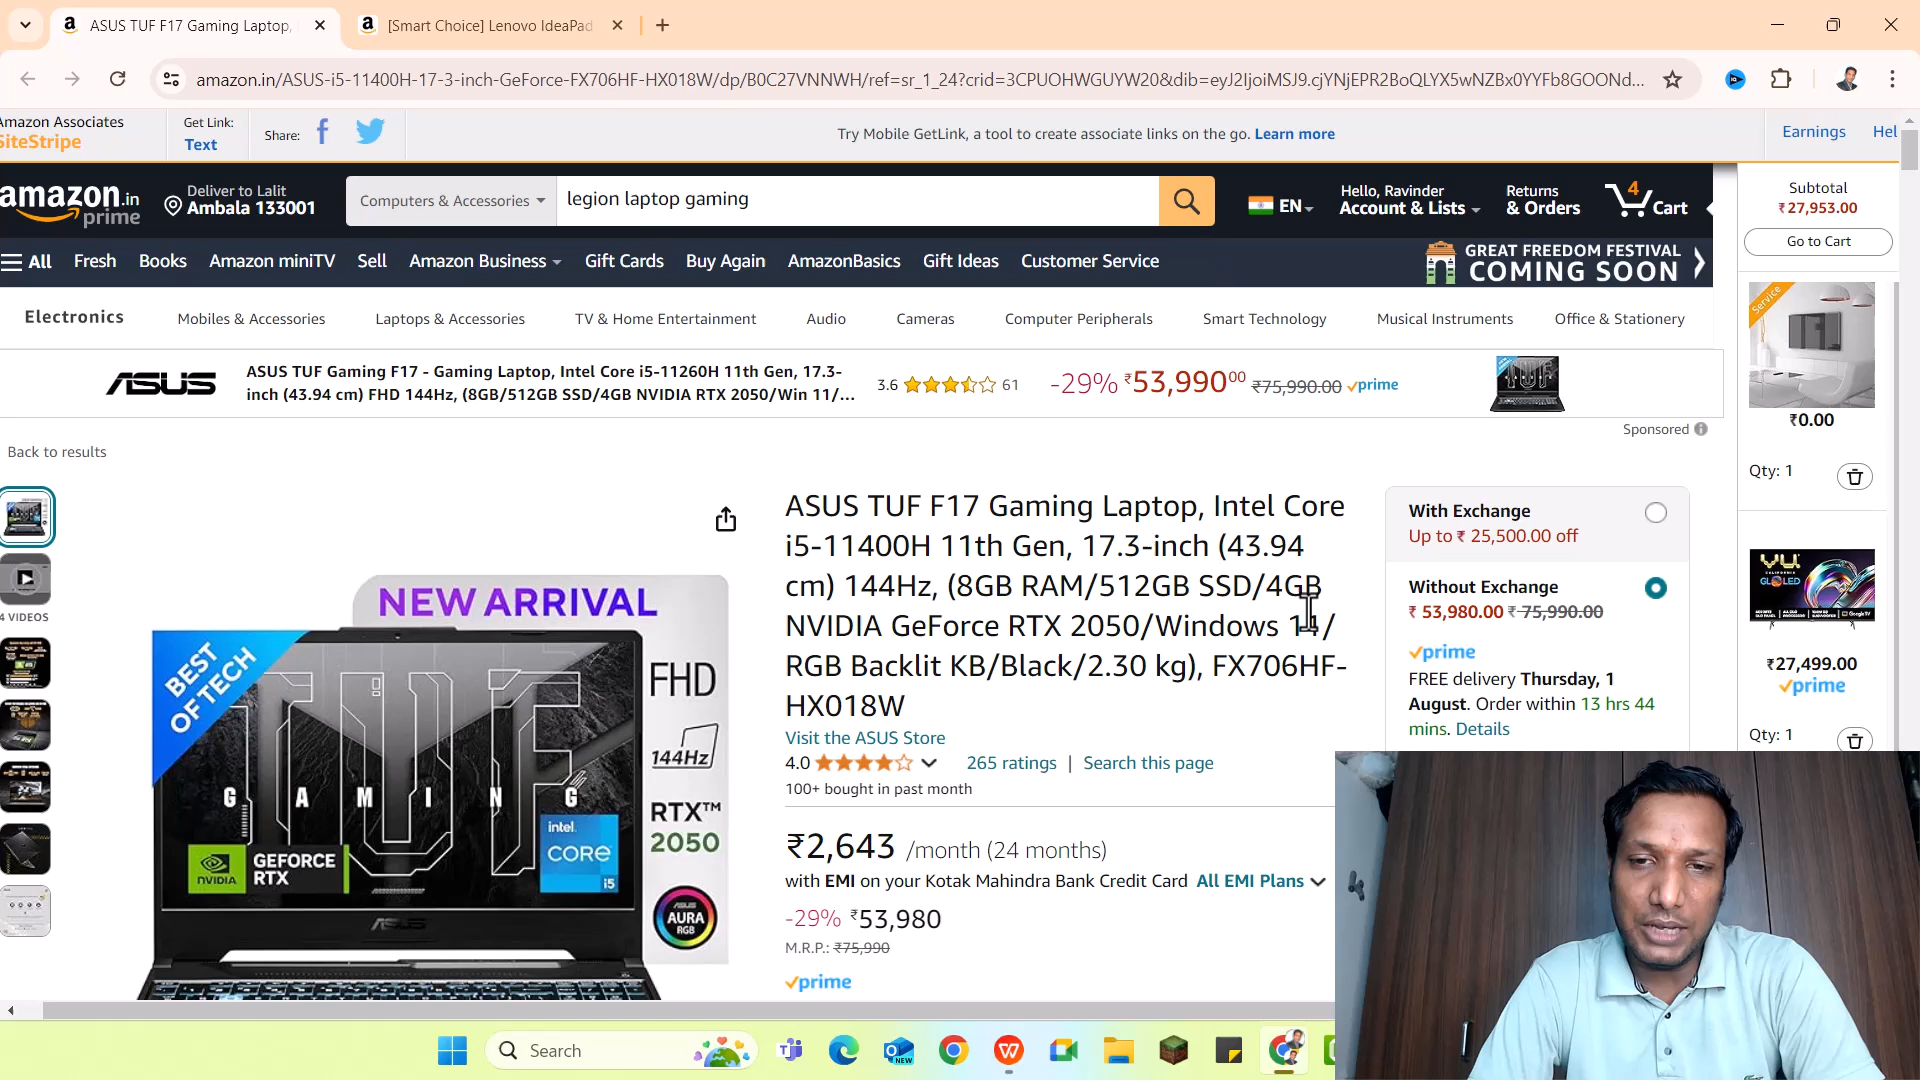 ASUS TUF F17 Gaming Laptop,
[Smart Choice] Lenovo IdeaPad
amazon.in/ASUS-i5-11400H-17-3-inch-GeForce-FX706HF-HX018W/dp/B0C27VNNWH/ref=sr_1_24?crid=3CPUOHWGUYW20&dib=eyJ2IjoiMSJ9.cjYNjEPR2BoQLYX5wNZBx0YYFb8GOONd...
Amazon Associates
SiteStripe
Get Link:
Text
Share:
Try Mobile GetLink, a tool to create associate links on the go. Learn more
Earnings
Hel
amazon.in
prime
Deliver to Lalit
Ambala 133001
Computers & Accessories
legion laptop gaming
EN
Hello, Ravinder
Account & Lists
Returns
& Orders
4
Cart
Subtotal
₹27,953.00
Go to Cart
All
Fresh
Books
Amazon miniTV
Sell
Amazon Business
Gift Cards
Buy Again
AmazonBasics
Gift Ideas
Customer Service
GREAT FREEDOM FESTIVAL
COMING SOON
Electronics
Mobiles & Accessories
Laptops & Accessories
TV & Home Entertainment
Audio
Cameras
Computer Peripherals
Smart Technology
Musical Instruments
Office & Stationery
Service
₹0.00
Qty: 1
ASUS
ASUS TUF Gaming F17 - Gaming Laptop, Intel Core i5-11260H 11th Gen, 17.3-
inch (43.94 cm) FHD 144Hz, (8GB/512GB SSD/4GB NVIDIA RTX 2050/Win 11/...
3.6
61
-29% ₹53,990.00 ₹75,990.00 prime
Sponsored
Back to results
4 VIDEOS
NEW ARRIVAL
BEST
OF TECH
TUF
GAMING
FHD
144Hz
RTX™
2050
NVIDIA
GEFORCE
RTX
intel
CORE
i5
ASUS
AURA
RGB
ASUS TUF F17 Gaming Laptop, Intel Core
i5-11400H 11th Gen, 17.3-inch (43.94
cm) 144Hz, (8GB RAM/512GB SSD/4GB
NVIDIA GeForce RTX 2050/Windows 11/
RGB Backlit KB/Black/2.30 kg), FX706HF-
HX018W
Visit the ASUS Store
4.0
265 ratings | Search this page
100+ bought in past month
₹2,643 /month (24 months)
with EMI on your Kotak Mahindra Bank Credit Card All EMI Plans
-29% ₹53,980
M.R.P.: ₹75,990
prime
With Exchange
Up to ₹ 25,500.00 off
Without Exchange
₹ 53,980.00 ₹ 75,990.00
prime
FREE delivery Thursday, 1
August. Order within 13 hrs 44
mins. Details
VU
GLOLED
₹27,499.00
prime
Qty: 1
Search
NEW